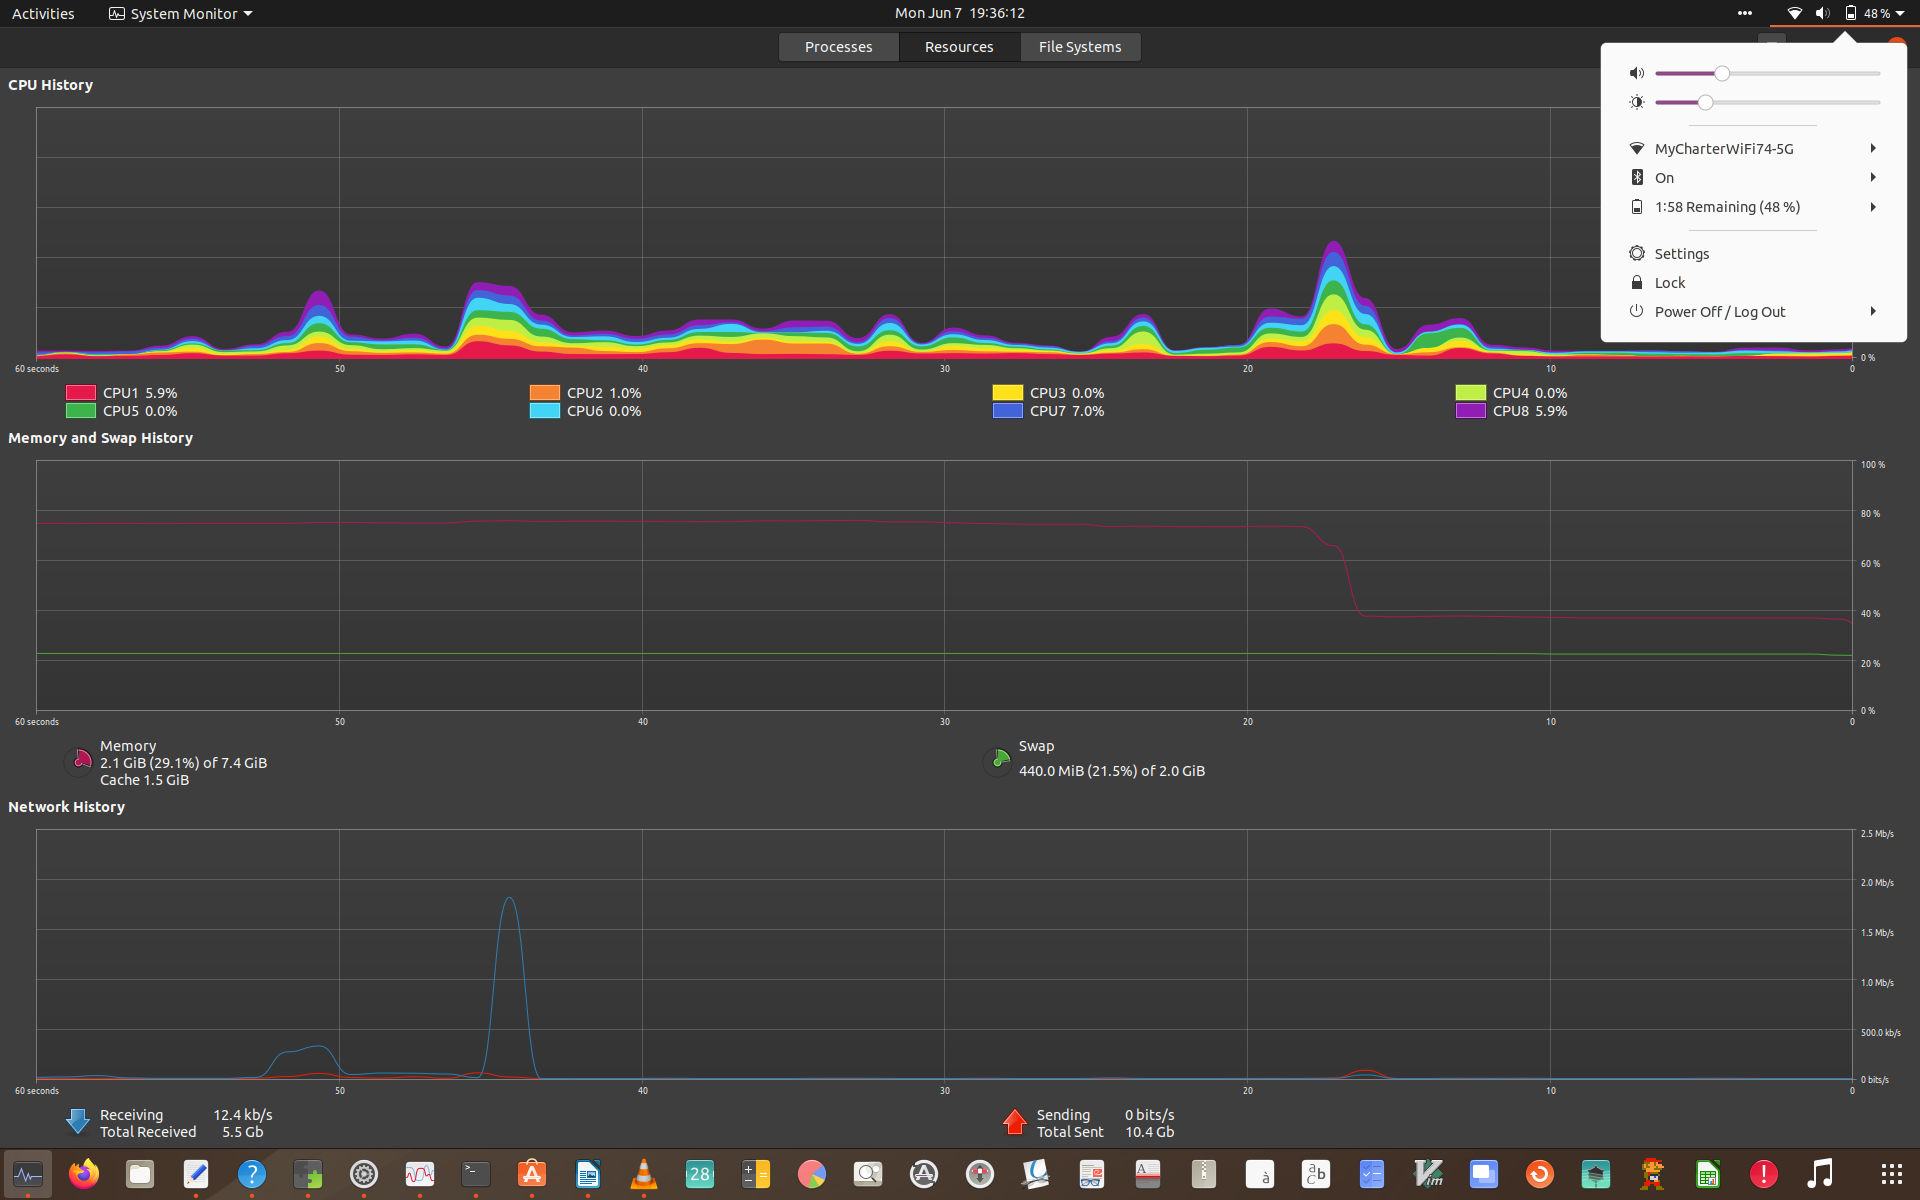 Activities
System Monitor
Mon Jun 7 19:36:12
48 %
Processes
Resources
File Systems
CPU History
MyCharterWiFi74-5G
On
1:58 Remaining (48 %)
Settings
Lock
Power Off / Log Out
0 %
60 seconds 50 40 30 20 10 0
CPU1 5.9% CPU2 1.0% CPU3 0.0% CPU4 0.0%
CPU5 0.0% CPU6 0.0% CPU7 7.0% CPU8 5.9%
Memory and Swap History
100 %
80 %
60 %
40 %
20 %
0 %
60 seconds 50 40 30 20 10 0
Memory
2.1 GiB (29.1%) of 7.4 GiB
Cache 1.5 GiB
Swap
440.0 MiB (21.5%) of 2.0 GiB
Network History
2.5 Mb/s
2.0 Mb/s
1.5 Mb/s
1.0 Mb/s
500.0 kb/s
0 bits/s
60 seconds 50 40 30 20 10 0
Receiving 12.4 kb/s
Total Received 5.5 Gb
Sending 0 bits/s
Total Sent 10.4 Gb
28